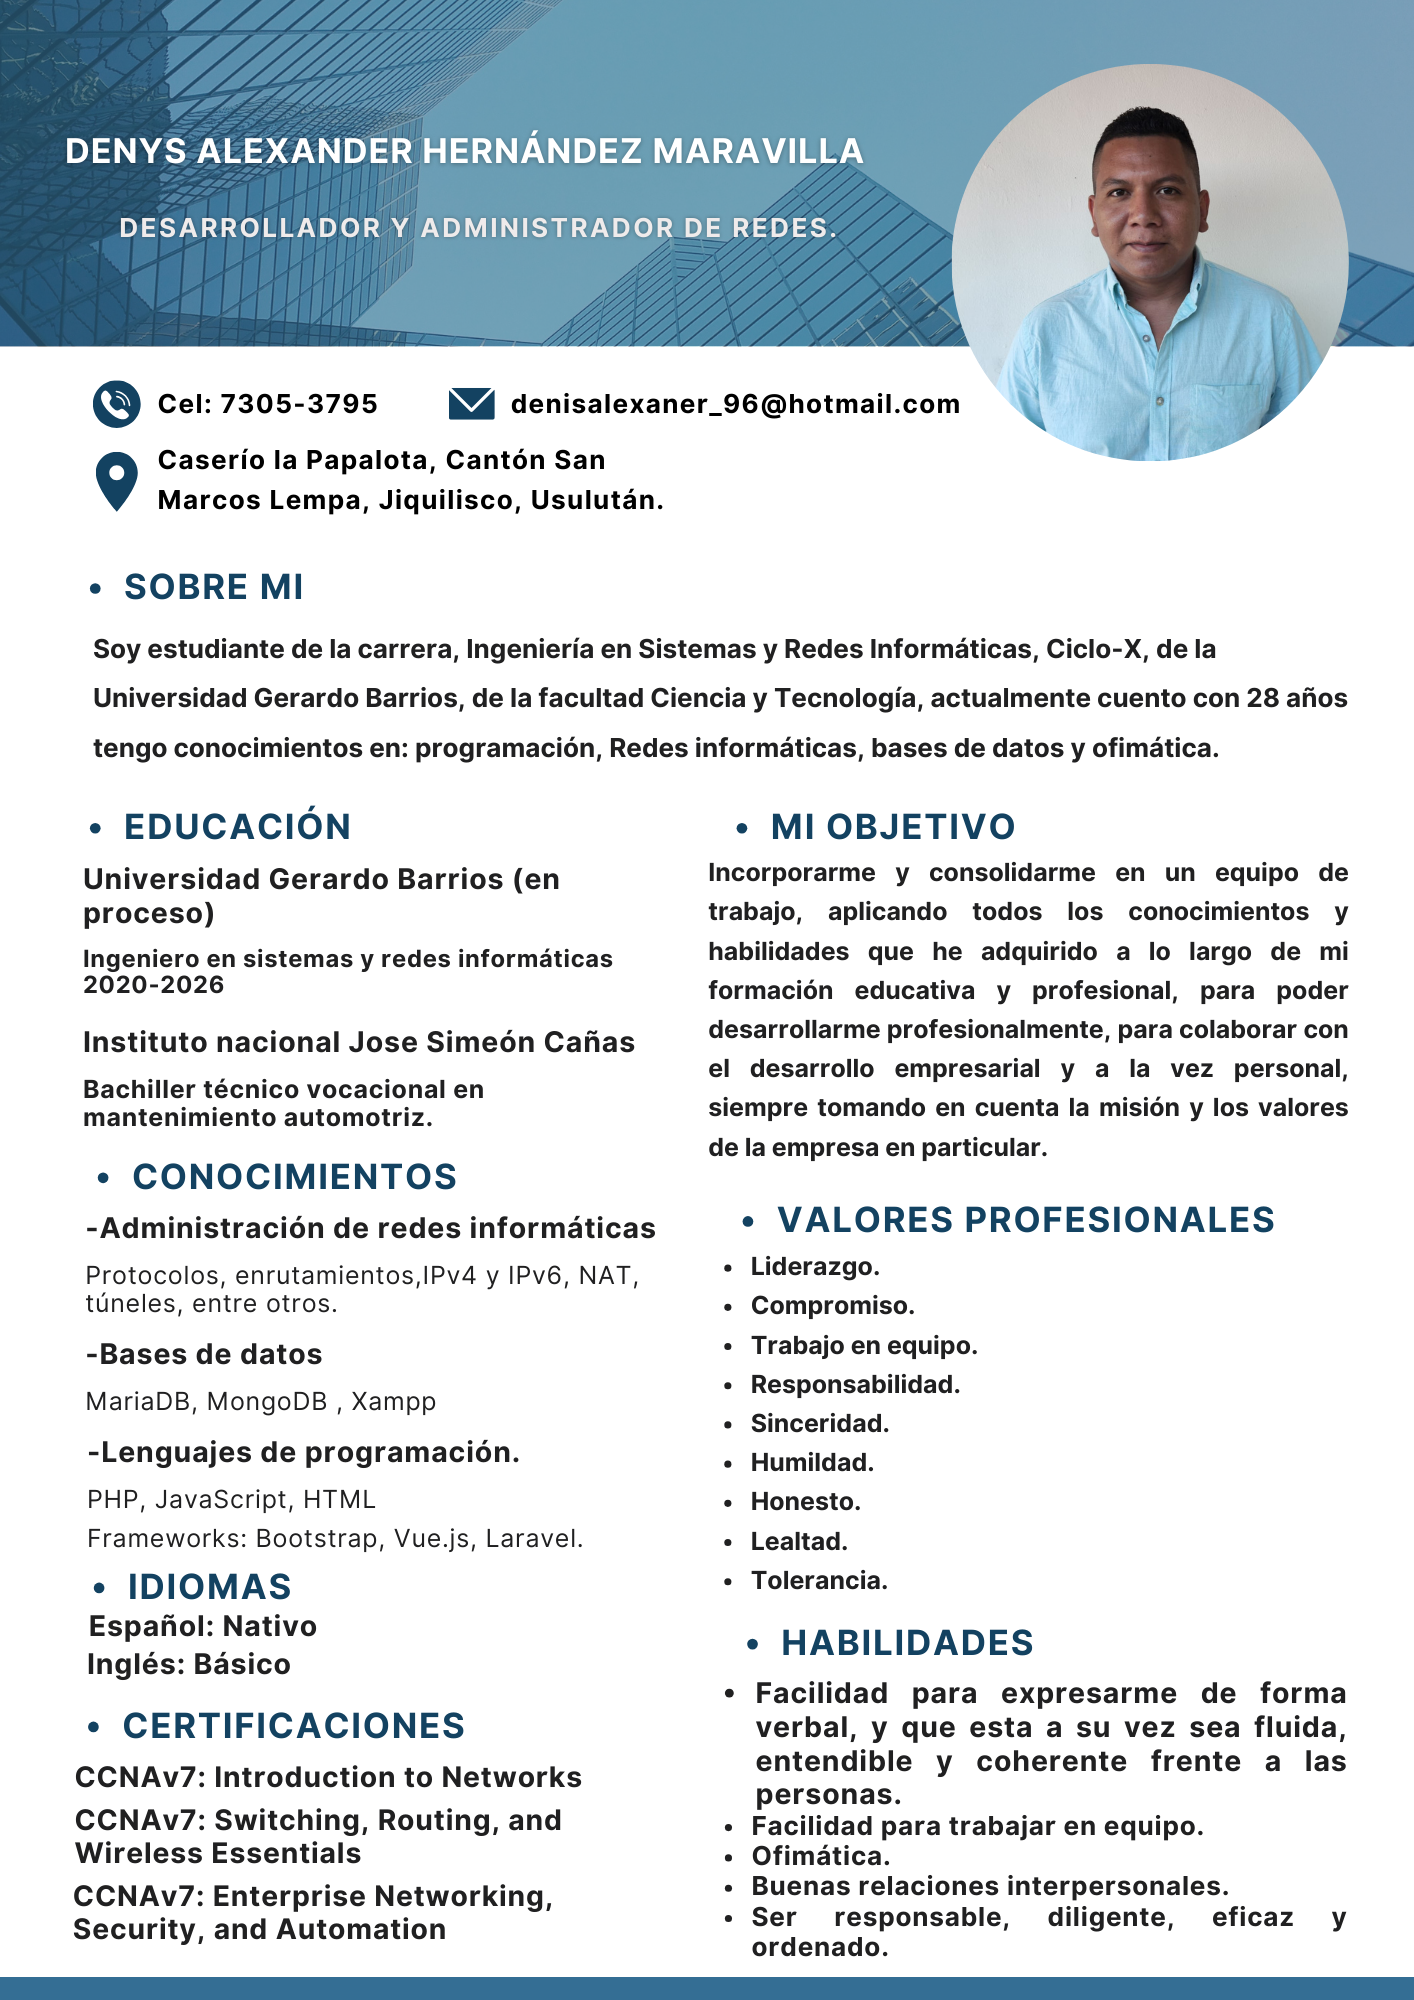 DENYS ALEXANDER HERNÁNDEZ MARAVILLA
DESARROLLADOR Y ADMINISTRADOR DE REDES.
Cel: 7305-3795
denisalexaner_96@hotmail.com
Caserío la Papalota, Cantón San
Marcos Lempa, Jiquilisco, Usulután.
• SOBRE MI
Soy estudiante de la carrera, Ingeniería en Sistemas y Redes Informáticas, Ciclo-X, de la
Universidad Gerardo Barrios, de la facultad Ciencia y Tecnología, actualmente cuento con 28 años
tengo conocimientos en: programación, Redes informáticas, bases de datos y ofimática.
• EDUCACIÓN
Universidad Gerardo Barrios (en
proceso)
Ingeniero en sistemas y redes informáticas
2020-2026
Instituto nacional Jose Simeón Cañas
Bachiller técnico vocacional en
mantenimiento automotriz.
• CONOCIMIENTOS
-Administración de redes informáticas
Protocolos, enrutamientos,IPv4 y IPv6, NAT,
túneles, entre otros.
-Bases de datos
MariaDB, MongoDB , Xampp
-Lenguajes de programación.
PHP, JavaScript, HTML
Frameworks: Bootstrap, Vue.js, Laravel.
• IDIOMAS
Español: Nativo
Inglés: Básico
• CERTIFICACIONES
CCNAv7: Introduction to Networks
CCNAv7: Switching, Routing, and
Wireless Essentials
CCNAv7: Enterprise Networking,
Security, and Automation
• MI OBJETIVO
Incorporarme y consolidarme en un equipo de
trabajo, aplicando todos los conocimientos y
habilidades que he adquirido a lo largo de mi
formación educativa y profesional, para poder
desarrollarme profesionalmente, para colaborar con
el desarrollo empresarial y a la vez personal,
siempre tomando en cuenta la misión y los valores
de la empresa en particular.
• VALORES PROFESIONALES
• Liderazgo.
• Compromiso.
• Trabajo en equipo.
• Responsabilidad.
• Sinceridad.
• Humildad.
• Honesto.
• Lealtad.
• Tolerancia.
• HABILIDADES
• Facilidad para expresarme de forma
verbal, y que esta a su vez sea fluida,
entendible y coherente frente a las
personas.
• Facilidad para trabajar en equipo.
• Ofimática.
• Buenas relaciones interpersonales.
• Ser responsable, diligente, eficaz y
ordenado.